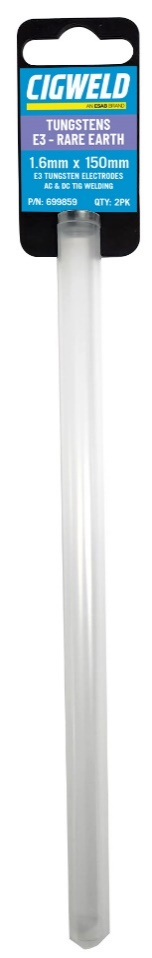 CIGWELD
AN ESAB BRAND
TUNGSTENS
E3 - RARE EARTH
1.6mm x 150mm
E3 TUNGSTEN ELECTRODES
AC & DC TIG WELDING
P/N: 699859 QTY: 2PK